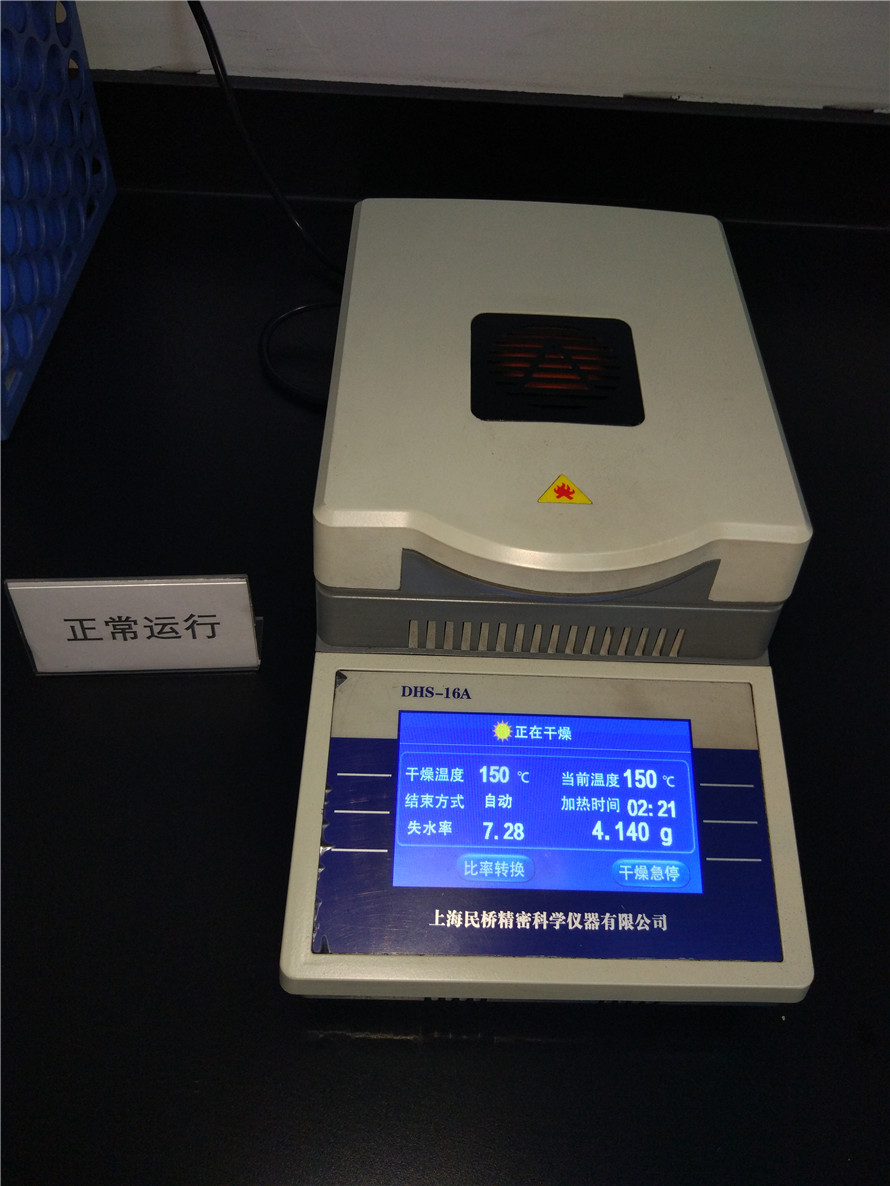 正常运行
DHS-16A
正在干燥
干燥温度 150 ℃ 当前温度 150 ℃
结束方式 自动 加热时间 02:21
失水率 7.28 4.140 g
比率转换 干燥急停
上海民桥精密科学仪器有限公司